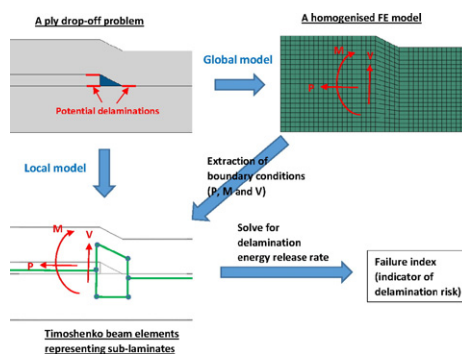 A ply drop-off problem
A homogenised FE model
Global model
M
V
P
Potential delaminations
Local model
Extraction of
boundary conditions
(P, M and V)
M
V
P
Solve for
delamination
energy release rate
Failure index
(indicator of
delamination risk)
Timoshenko beam elements
representing sub-laminates